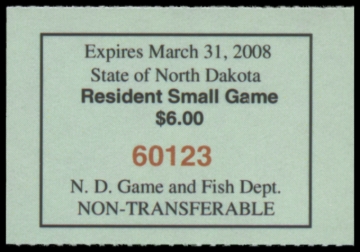 Expires March 31, 2008
State of North Dakota
Resident Small Game
$6.00
60123
N. D. Game and Fish Dept.
NON-TRANSFERABLE